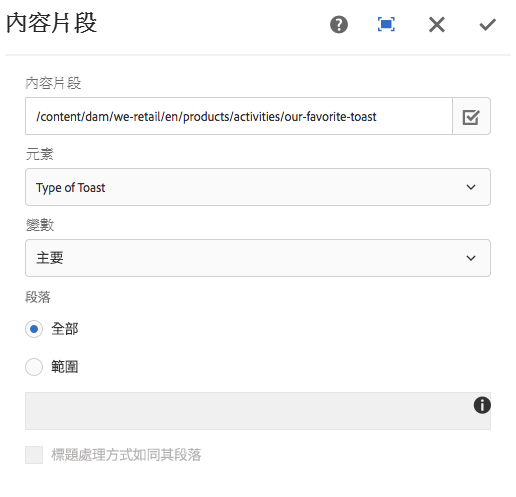 內容片段
內容片段
/content/dam/we-retail/en/products/activities/our-favorite-toast
元素
Type of Toast
變數
主要
段落
全部
範圍
標題處理方式如同其段落